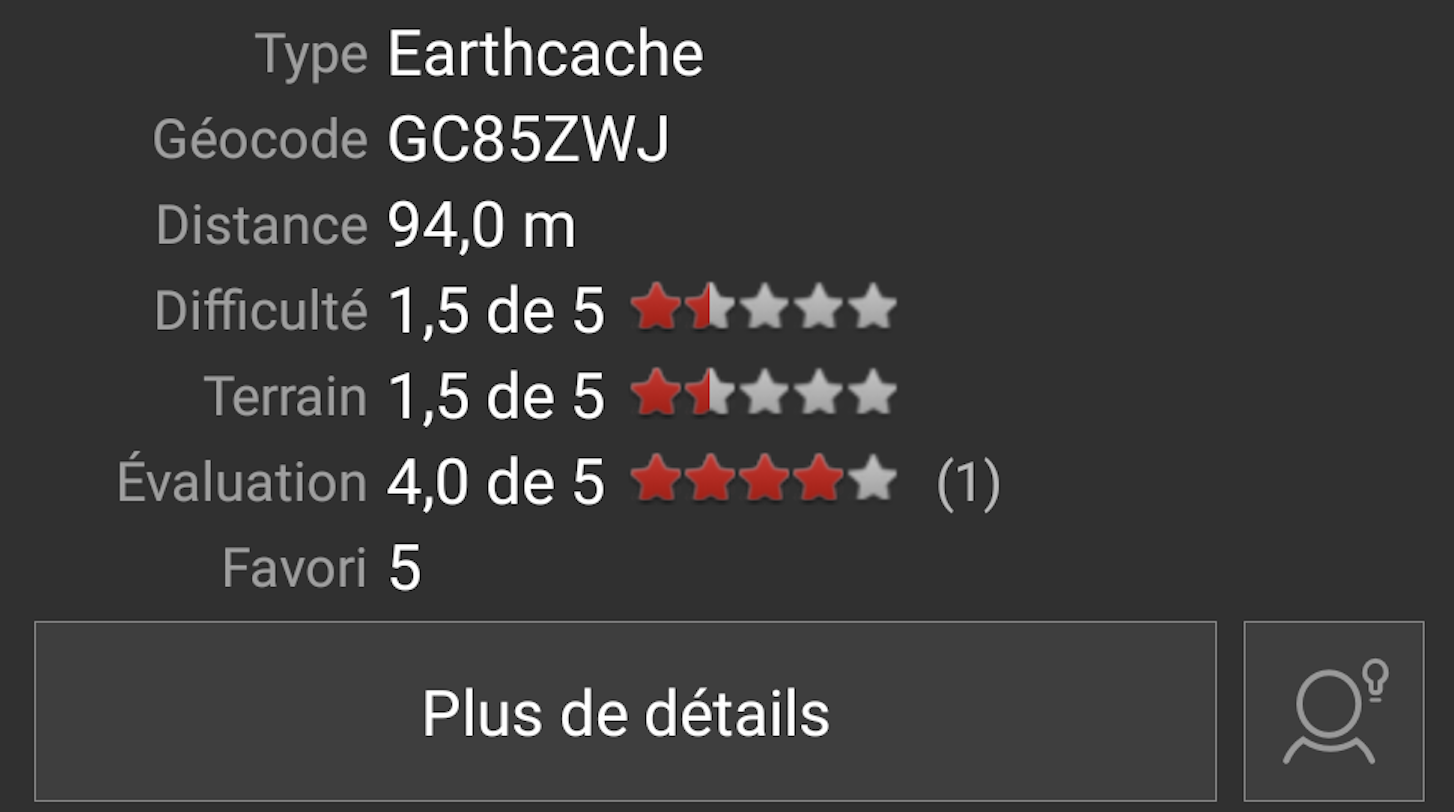 Type Earthcache
Géocode GC85ZWJ
Distance 94,0 m
Difficulté 1,5 de 5
Terrain 1,5 de 5
Évaluation 4,0 de 5 (1)
Favori 5
Plus de détails